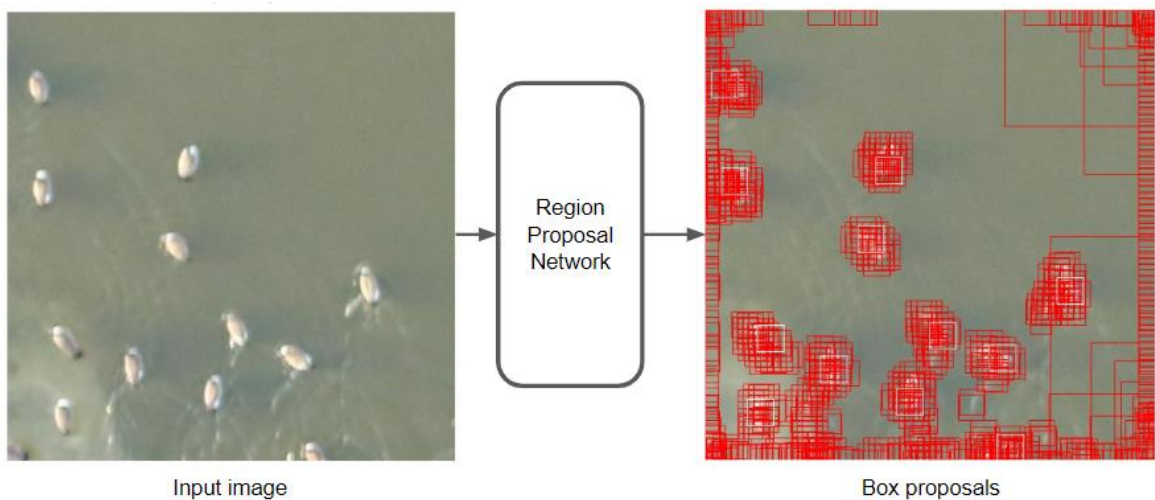 Region
Proposal
Network
Input image
Box proposals